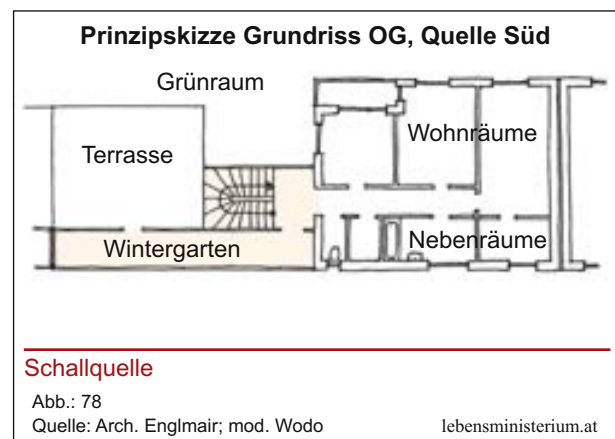 Prinzipskizze Grundriss OG, Quelle Süd
Grünraum
Wohnräume
Terrasse
Wintergarten
Nebenräume
Schallquelle
Abb.: 78
Quelle: Arch. Englmair; mod. Wodo
lebensministerium.at